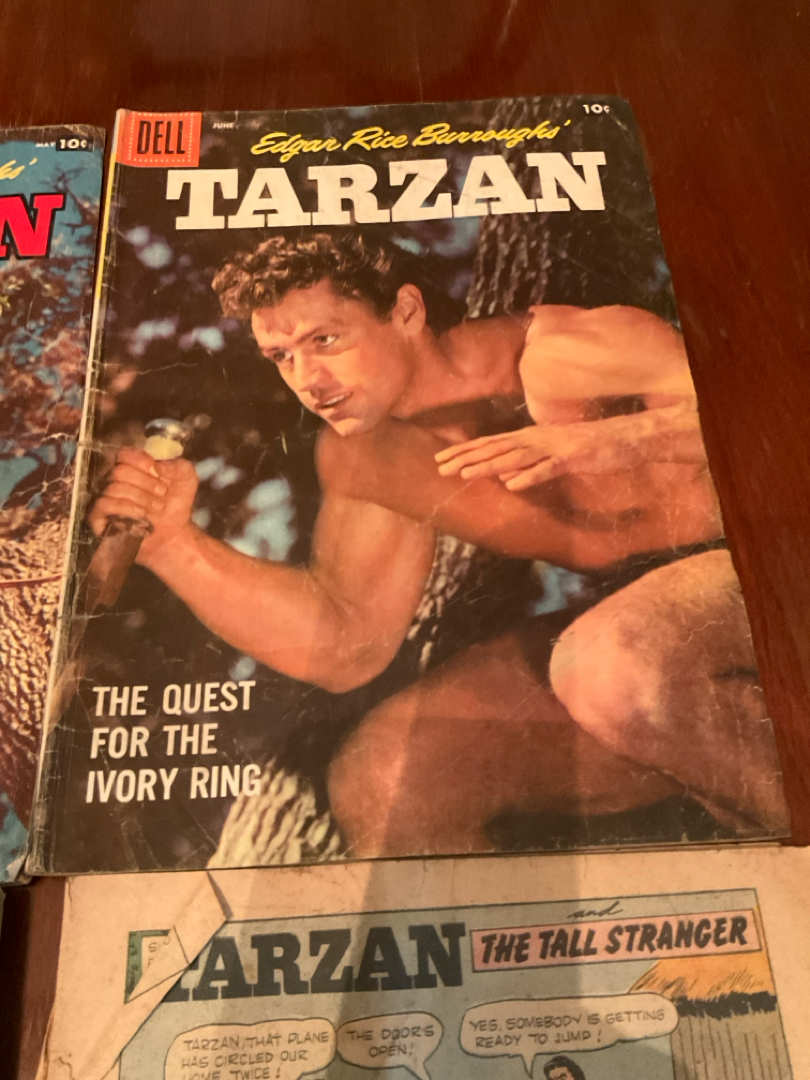 MAY 10¢
N
DELL
JUNE
10¢
Edgar Rice Burroughs'
TARZAN
THE QUEST
FOR THE
IVORY RING
TARZAN
and
THE TALL STRANGER
TARZAN, THAT PLANE
HAS CIRCLED OUR
HOME TWICE!
THE DOOR'S
OPEN!
YES, SOMEBODY IS GETTING
READY TO JUMP!